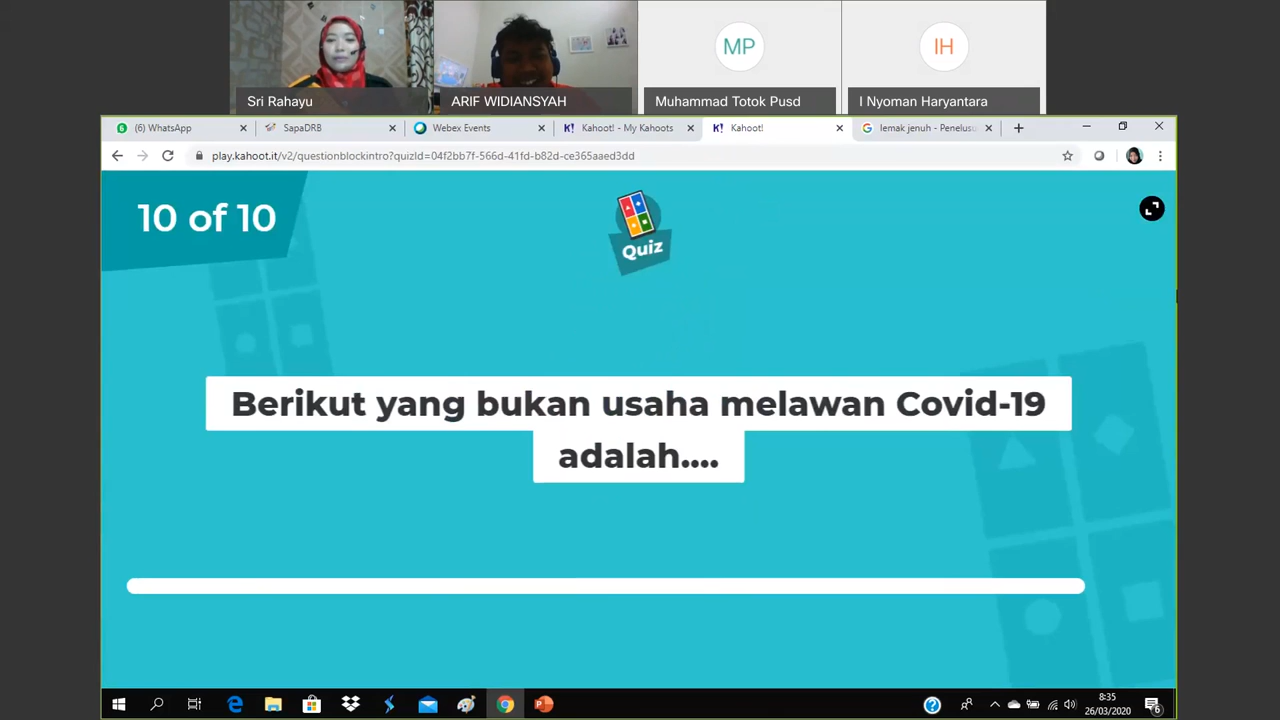 MP
IH
Sri Rahayu
ARIF WIDIANSYAH
Muhammad Totok Pusd
I Nyoman Haryantara
(6) WhatsApp
SapaDRB
Webex Events
Kahoot! - My Kahoots
Kahoot!
lemak jenuh - Penelusu
play.kahoot.it/v2/questionblockintro?quizId=04f2bb7f-566d-41fd-b82d-ce365aaed3dd
10 of 10
Quiz
Berikut yang bukan usaha melawan Covid-19
adalah....
8:35
26/03/2020